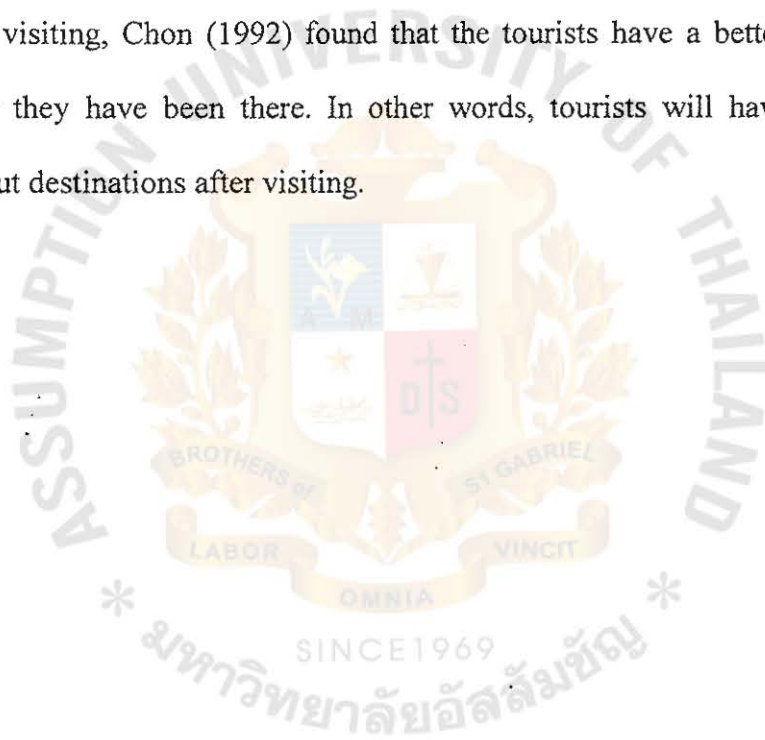 visiting, Chon (1992) found that the tourists have a bette
they have been there. In other words, tourists will hav
ut destinations after visiting.
ASSUMPTION UNIVERSITY OF THAILAND
A M
D S
BROTHERS of ST GABRIEL
LABOR VINCIT
OMNIA
SINCE1969
* มหาวิทยาลัยอัสสัมชัญ *